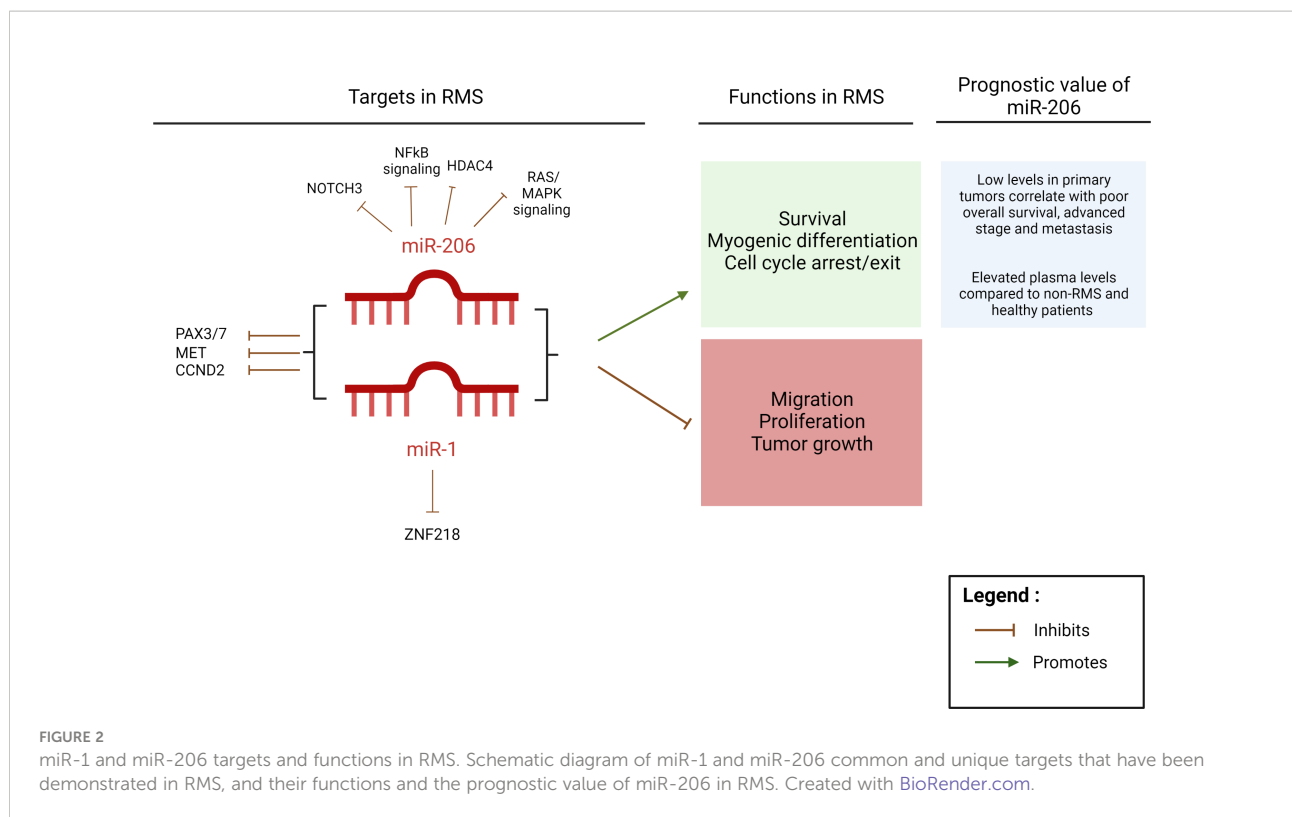 Targets in RMS
Functions in RMS
Prognostic value of
miR-206
NOTCH3
NFkB
signaling
HDAC4
RAS/
MAPK
signaling
miR-206
PAX3/7
MET
CCND2
miR-1
ZNF218
Survival
Myogenic differentiation
Cell cycle arrest/exit
Migration
Proliferation
Tumor growth
Low levels in primary
tumors correlate with poor
overall survival, advanced
stage and metastasis
Elevated plasma levels
compared to non-RMS and
healthy patients
Legend :
Inhibits
Promotes
FIGURE 2
miR-1 and miR-206 targets and functions in RMS. Schematic diagram of miR-1 and miR-206 common and unique targets that have been
demonstrated in RMS, and their functions and the prognostic value of miR-206 in RMS. Created with BioRender.com.